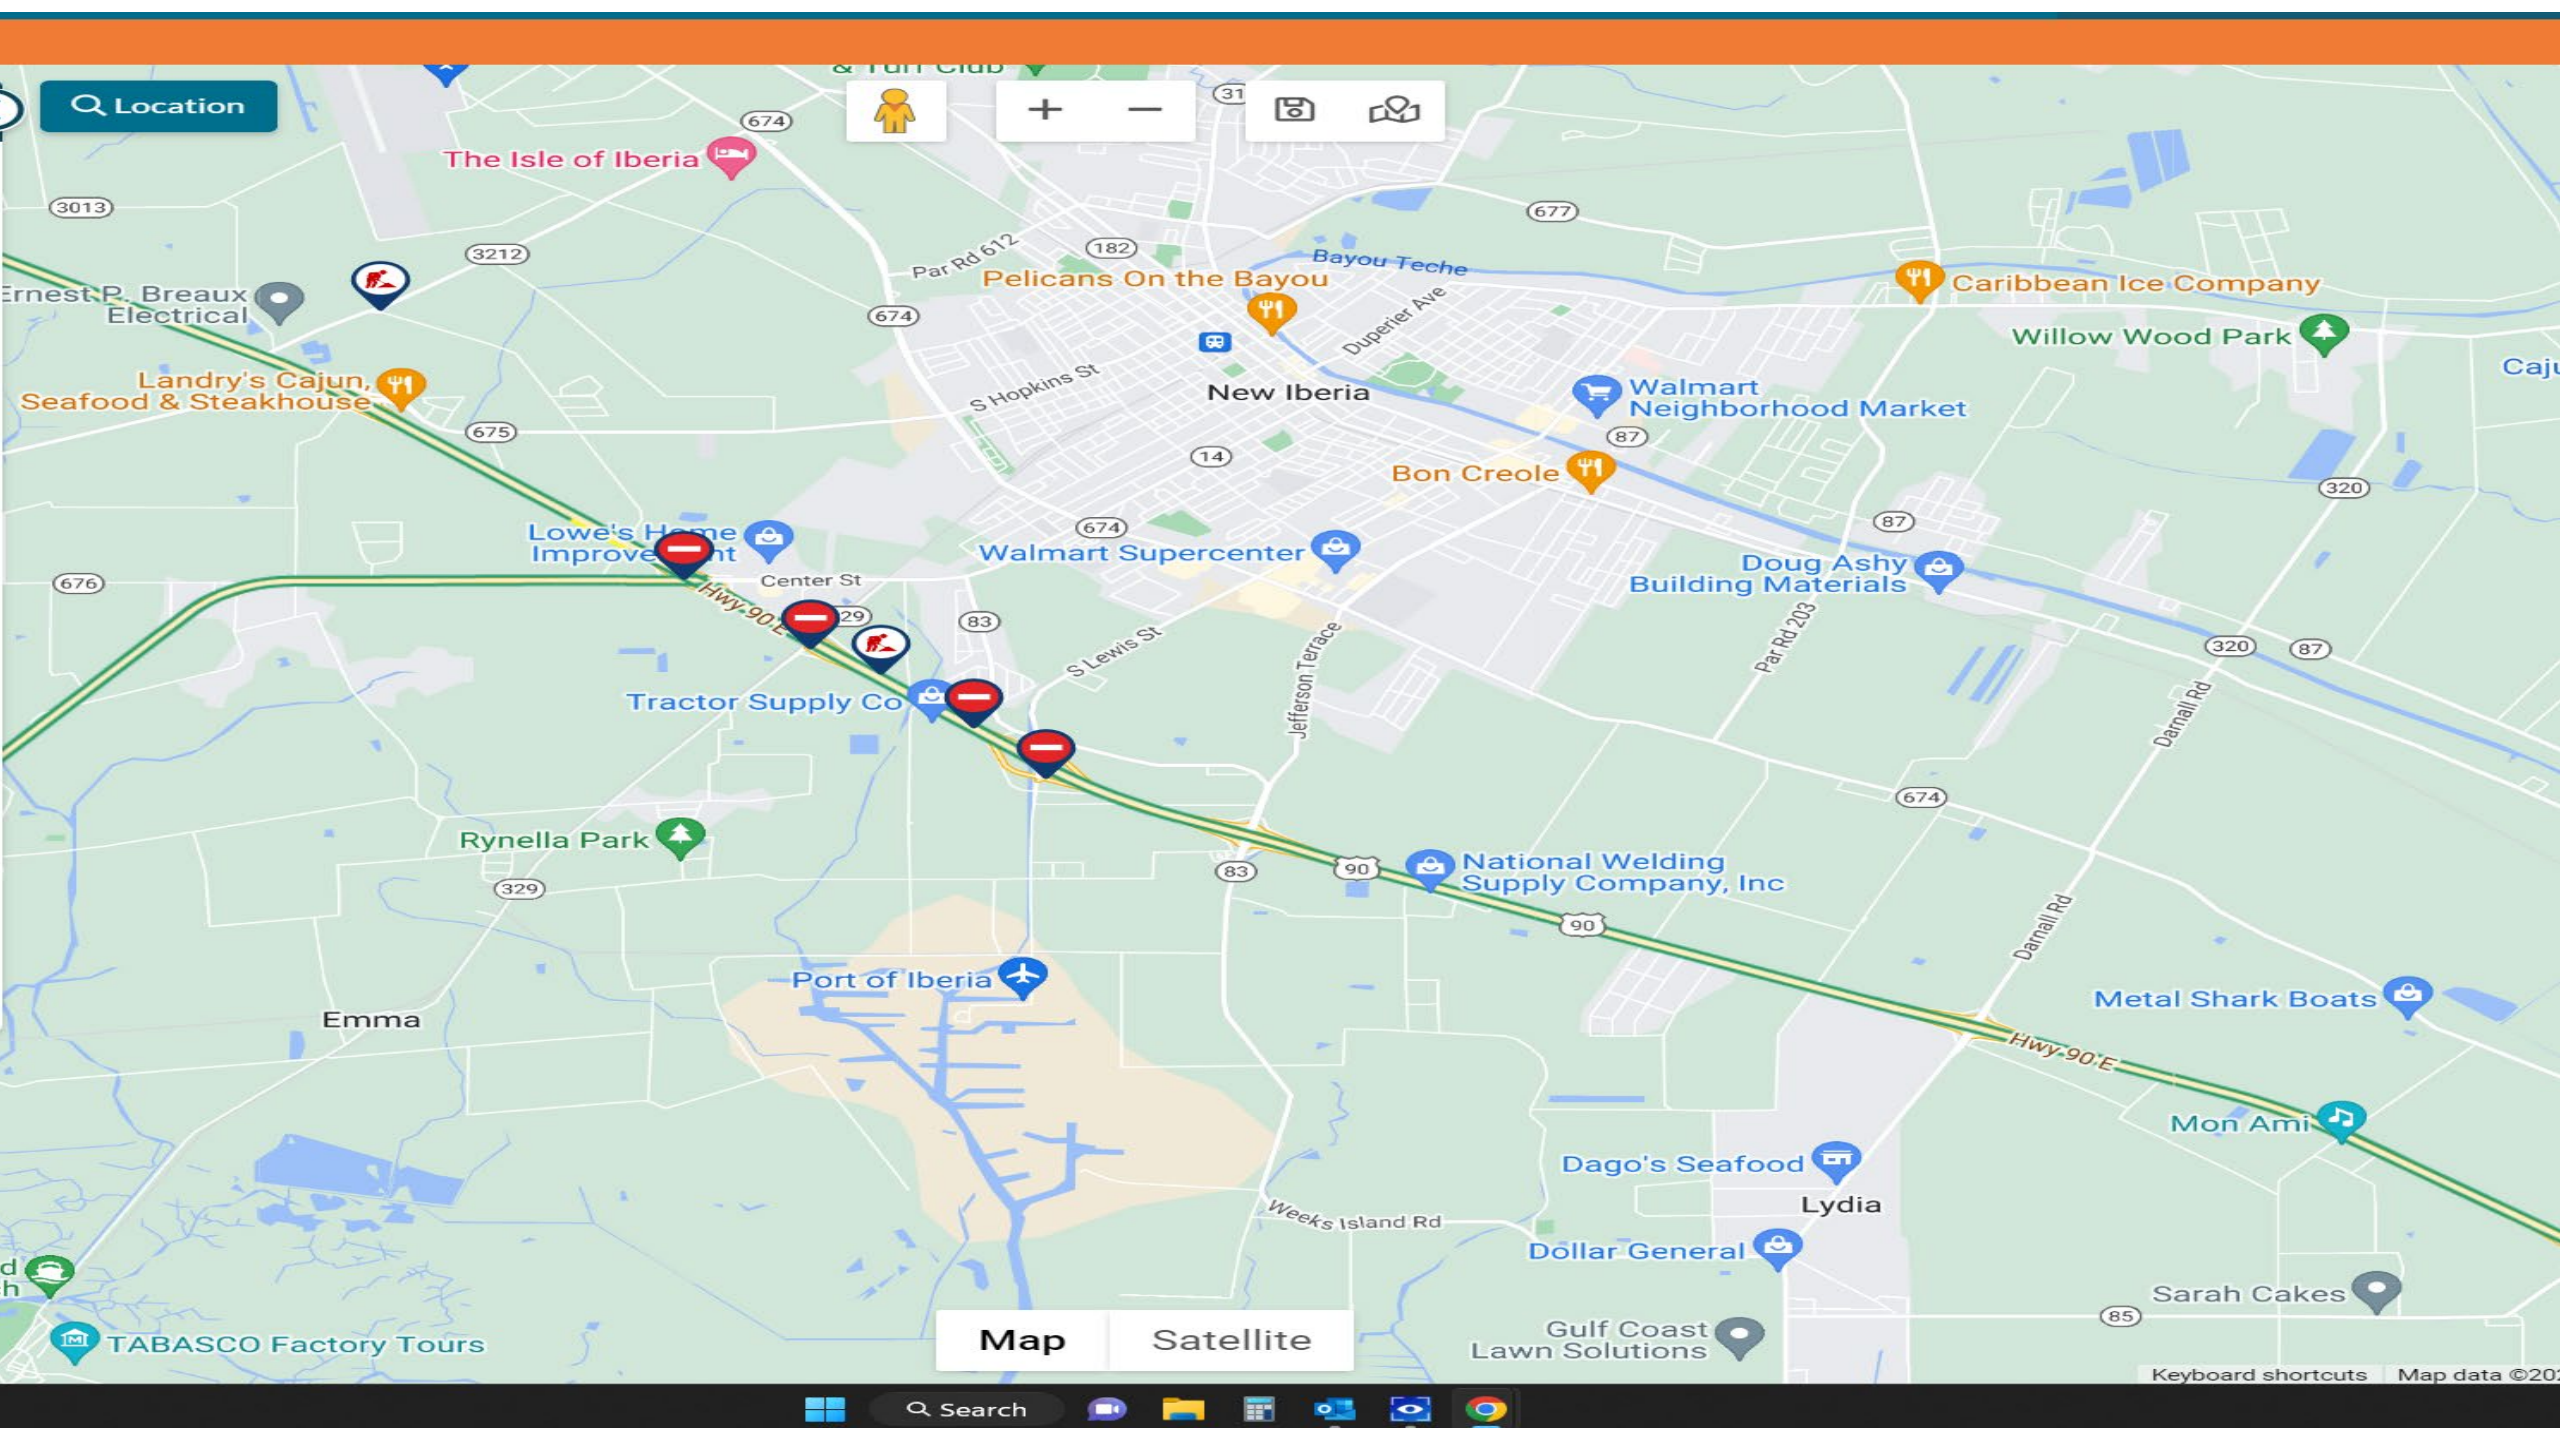 & Turf Club
Location
674
31
The Isle of Iberia
3013
677
Par Rd 612
182
3212
Bayou Teche
Pelicans On the Bayou
Caribbean Ice Company
Ernest P. Breaux
Electrical
674
Duperier Ave
Willow Wood Park
Caju
Landry's Cajun,
Seafood & Steakhouse
S Hopkins St
New Iberia
Walmart
Neighborhood Market
675
87
14
Bon Creole
320
Lowe's Home
Improve nt
674
Walmart Supercenter
87
Doug Ashy
Building Materials
676
Center St
Hwy 90 E
29
83
S Lewis St
Jefferson Terrace
Par Rd 203
320
87
Tractor Supply Co
Darnall Rd
674
Rynella Park
83
90
National Welding
Supply Company, Inc
329
90
Darnall Rd
Port of Iberia
Metal Shark Boats
Emma
Hwy 90 E
Mon Ami
Dago's Seafood
Lydia
Weeks Island Rd
Dollar General
d
h
Sarah Cakes
85
TABASCO Factory Tours
Map
Satellite
Gulf Coast
Lawn Solutions
Keyboard shortcuts
Map data ©202
Search